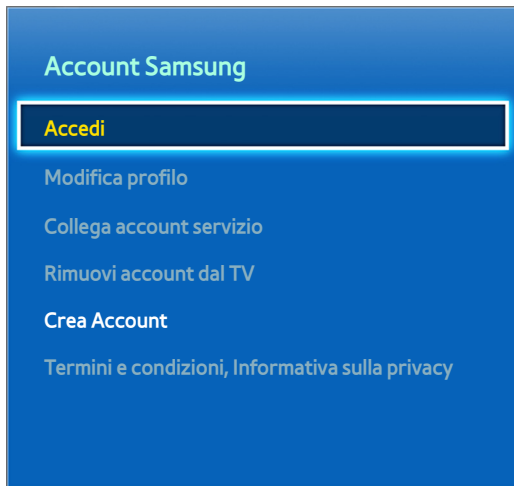 Account Samsung
Accedi
Modifica profilo
Collega account servizio
Rimuovi account dal TV
Crea Account
Termini e condizioni, Informativa sulla privacy